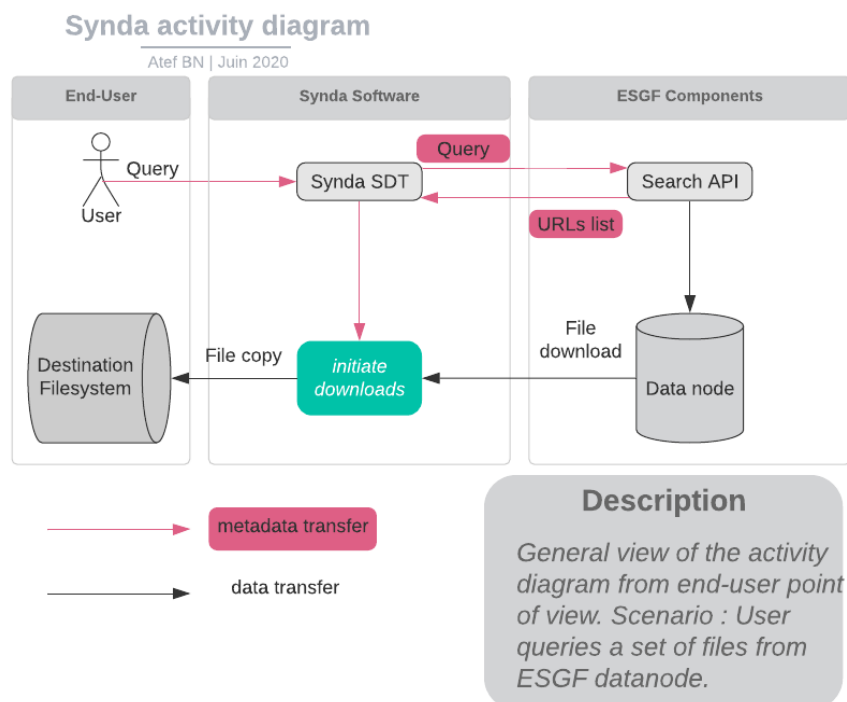 Synda activity diagram
Atef BN | Juin 2020
End-User
Synda Software
ESGF Components
Query
Query
Synda SDT
Search API
User
URLs list
Destination
Filesystem
File copy
initiate
downloads
File
download
Data node
metadata transfer
data transfer
Description
General view of the activity
diagram from end-user point
of view. Scenario : User
queries a set of files from
ESGF datanode.